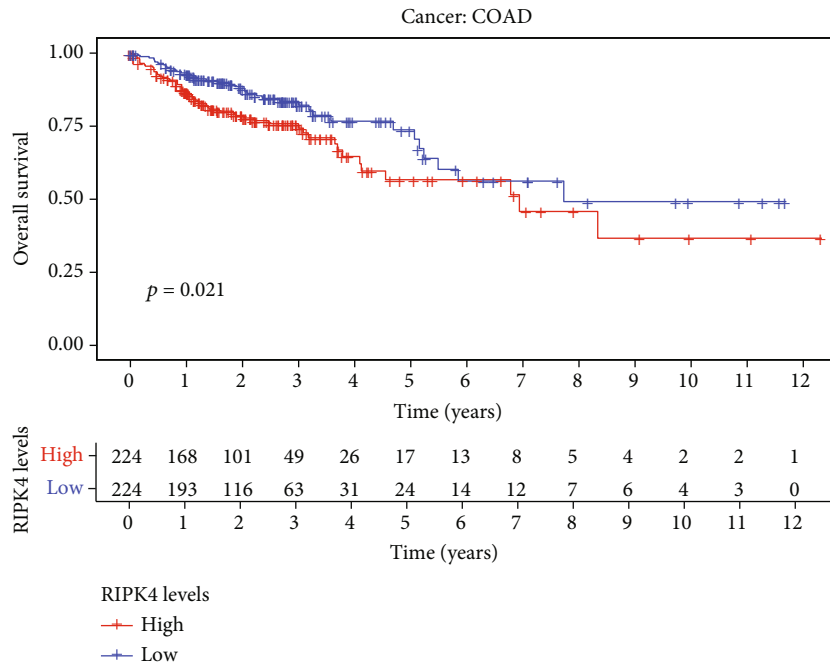 Cancer: COAD
1.00
0.75
0.50
0.25
0.00
Overall survival
p = 0.021
0 1 2 3 4 5 6 7 8 9 10 11 12
Time (years)
RIPK4 levels
High 224 168 101 49 26 17 13 8 5 4 2 2 1
Low 224 193 116 63 31 24 14 12 7 6 4 3 0
0 1 2 3 4 5 6 7 8 9 10 11 12
Time (years)
RIPK4 levels
High
Low